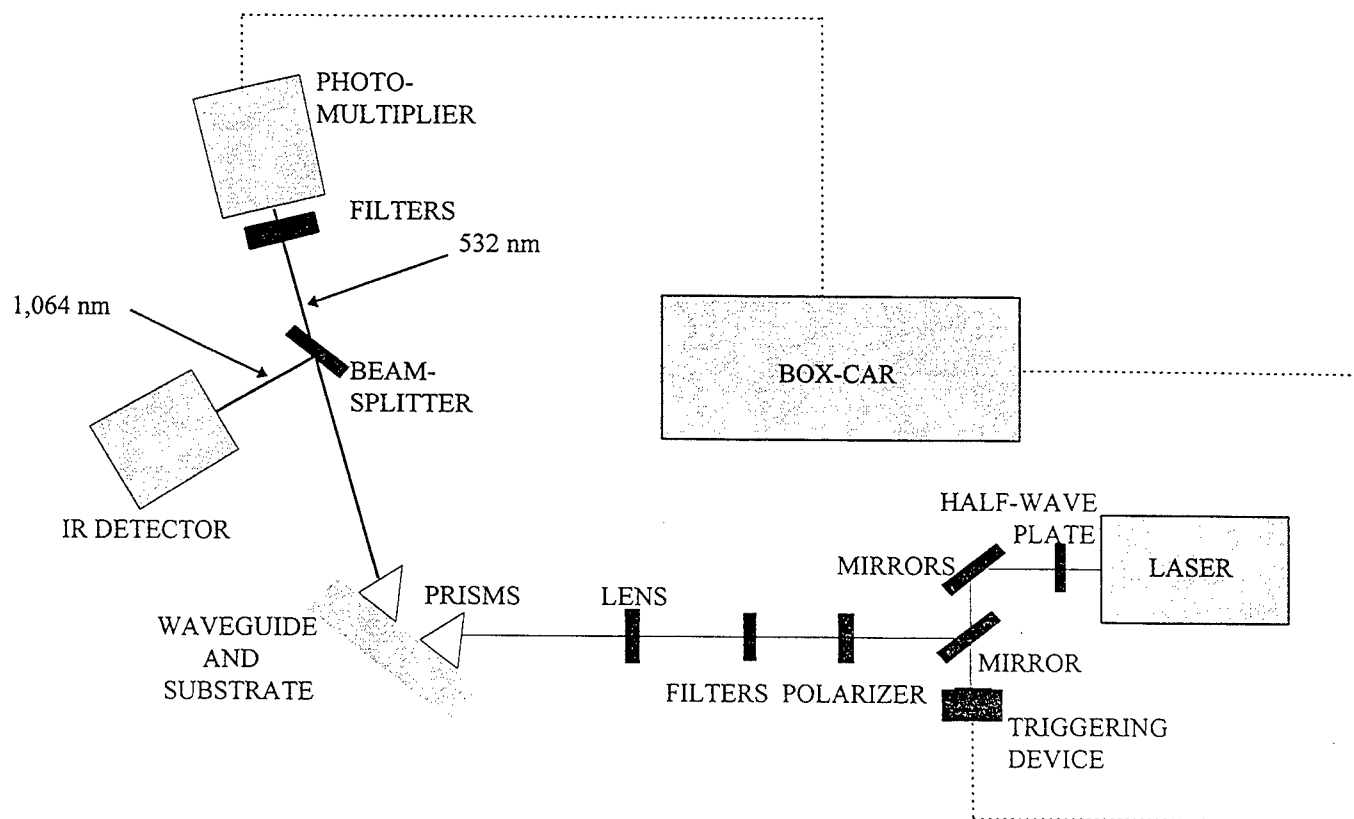 PHOTO-
MULTIPLIER
FILTERS
532 nm
1,064 nm
BEAM-
SPLITTER
BOX-CAR
IR DETECTOR
HALF-WAVE
PLATE
LASER
MIRRORS
PRISMS
LENS
WAVEGUIDE
AND
SUBSTRATE
MIRROR
FILTERS POLARIZER
TRIGGERING
DEVICE